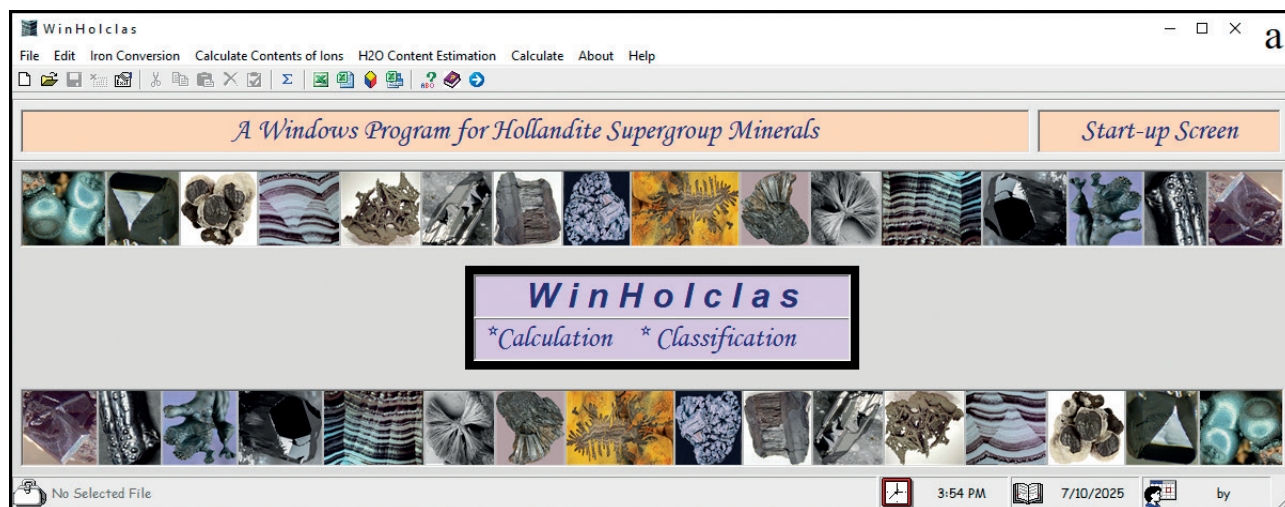 WinHolclas
a
File Edit Iron Conversion Calculate Contents of Ions H2O Content Estimation Calculate About Help
A Windows Program for Hollandite Supergroup Minerals
Start-up Screen
WinHolclas
*Calculation * Classification
No Selected File
3:54 PM
7/10/2025
by